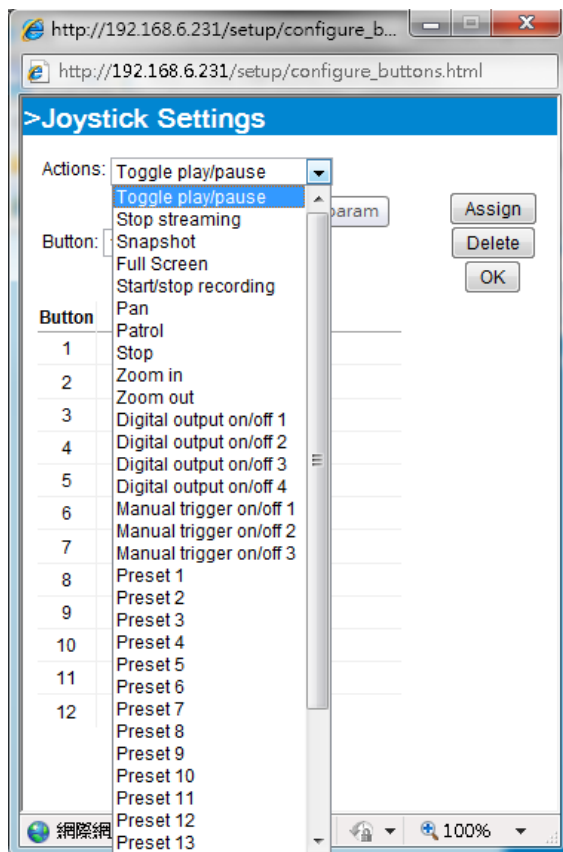 http://192.168.6.231/setup/configure_b...
http://192.168.6.231/setup/configure_buttons.html
>Joystick Settings
Actions: Toggle play/pause
Toggle play/pause
Stop streaming
Snapshot
Full Screen
Start/stop recording
Pan
Patrol
Stop
Zoom in
Zoom out
Digital output on/off 1
Digital output on/off 2
Digital output on/off 3
Digital output on/off 4
Manual trigger on/off 1
Manual trigger on/off 2
Manual trigger on/off 3
Preset 1
Preset 2
Preset 3
Preset 4
Preset 5
Preset 6
Preset 7
Preset 8
Preset 9
Preset 10
Preset 11
Preset 12
Preset 13
param
Assign
Button:
Delete
OK
Button
1
2
3
4
5
6
7
8
9
10
11
12
網際網
100%